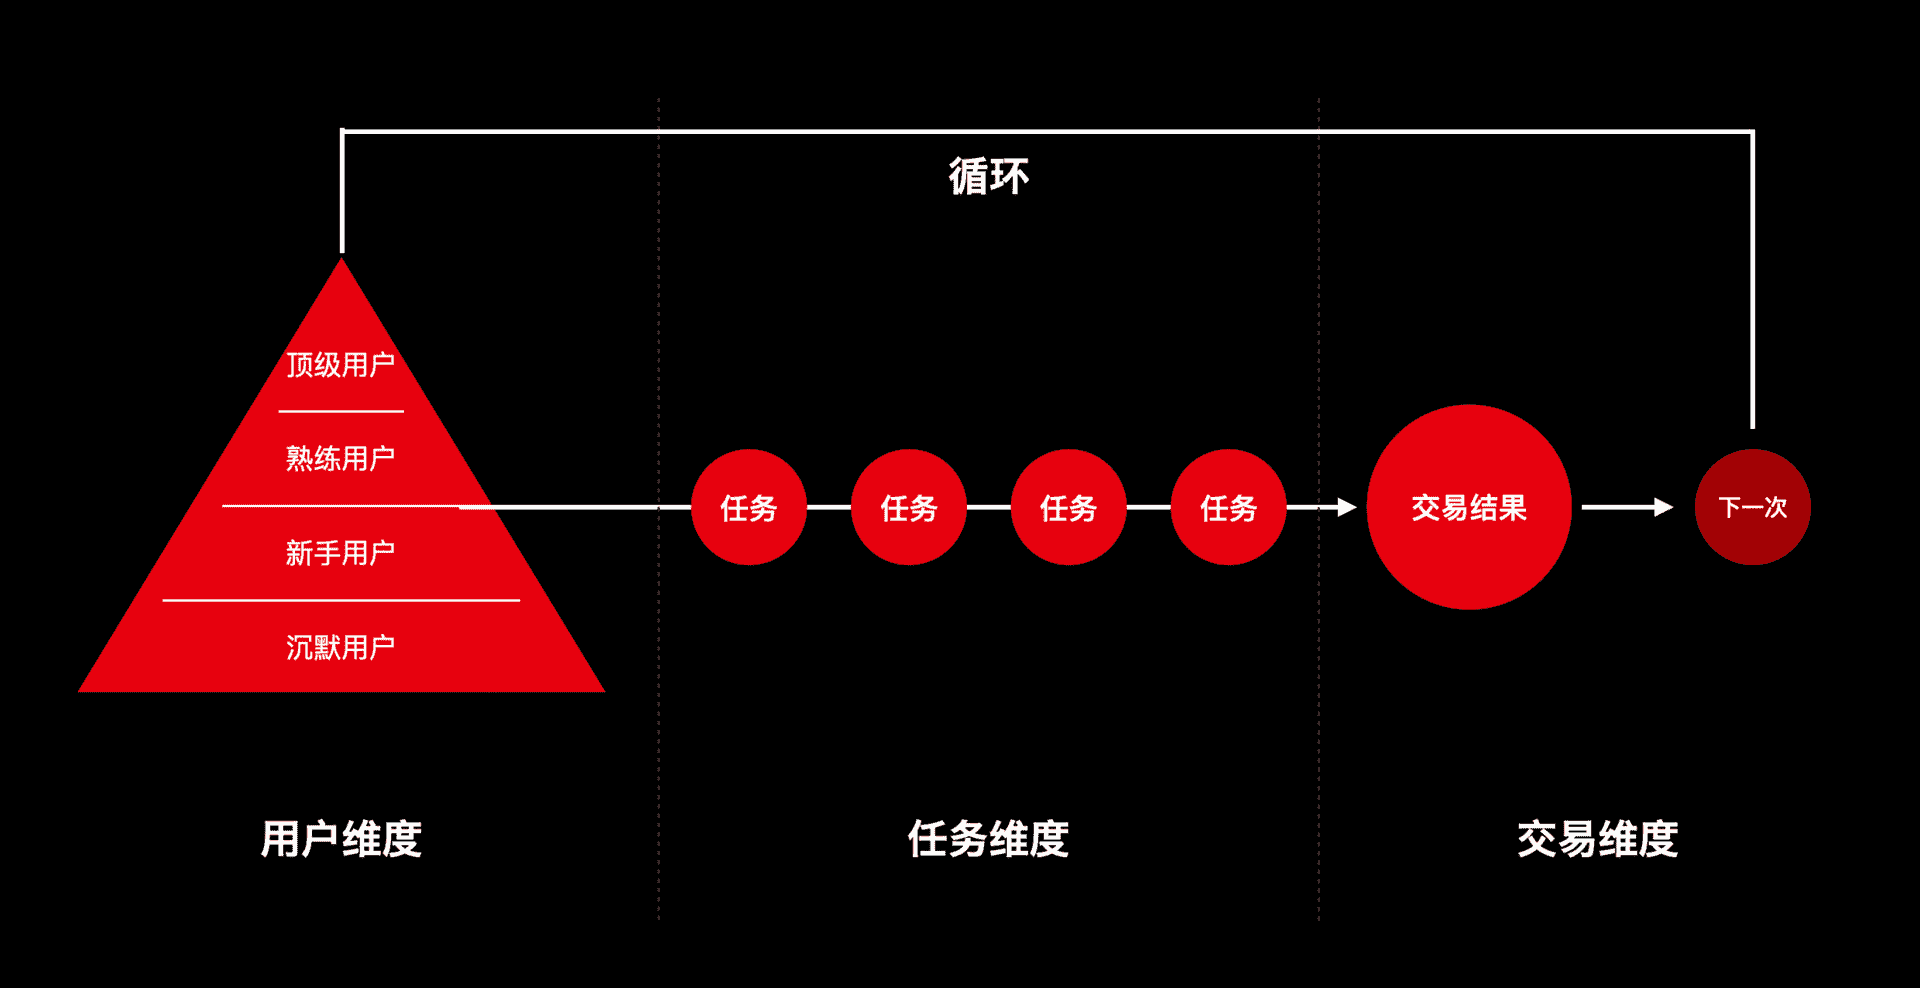 循环
顶级用户
熟练用户
新手用户
沉默用户
任务
任务
任务
任务
交易结果
下一次
用户维度
任务维度
交易维度